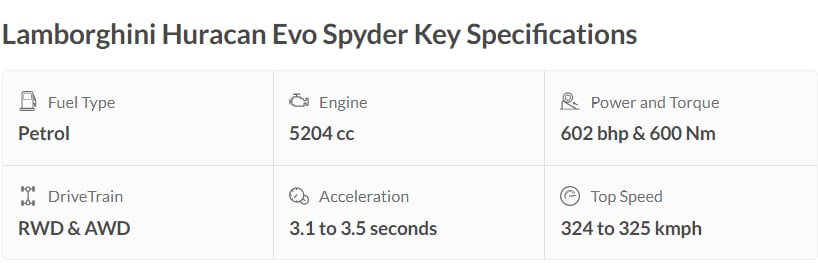 Lamborghini Huracan Evo Spyder Key Specifications
Fuel Type
Petrol
Engine
5204 cc
Power and Torque
602 bhp & 600 Nm
DriveTrain
RWD & AWD
Acceleration
3.1 to 3.5 seconds
Top Speed
324 to 325 kmph